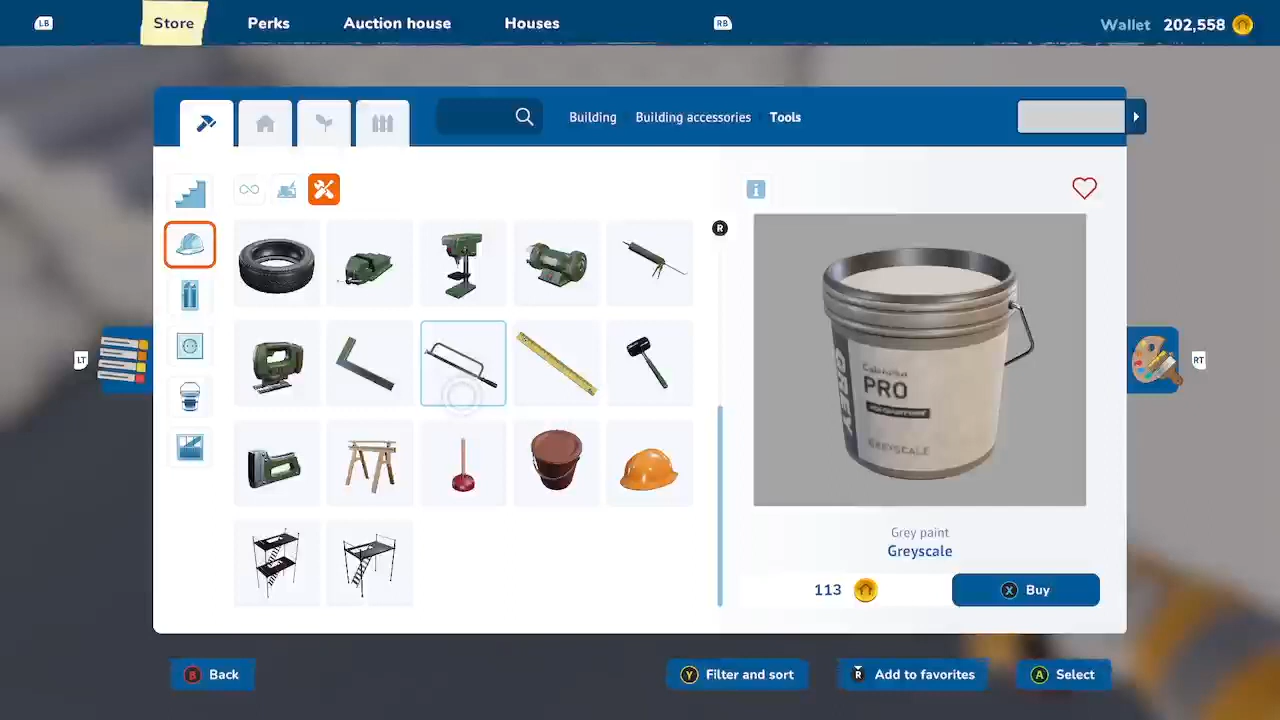 LB
Store
Perks
Auction house
Houses
RB
Wallet 202,558
Building
Building accessories
Tools
R
LT
RT
GREY
PRO
GREYSCALE
Grey paint
Greyscale
113
X Buy
B Back
Y Filter and sort
R Add to favorites
A Select